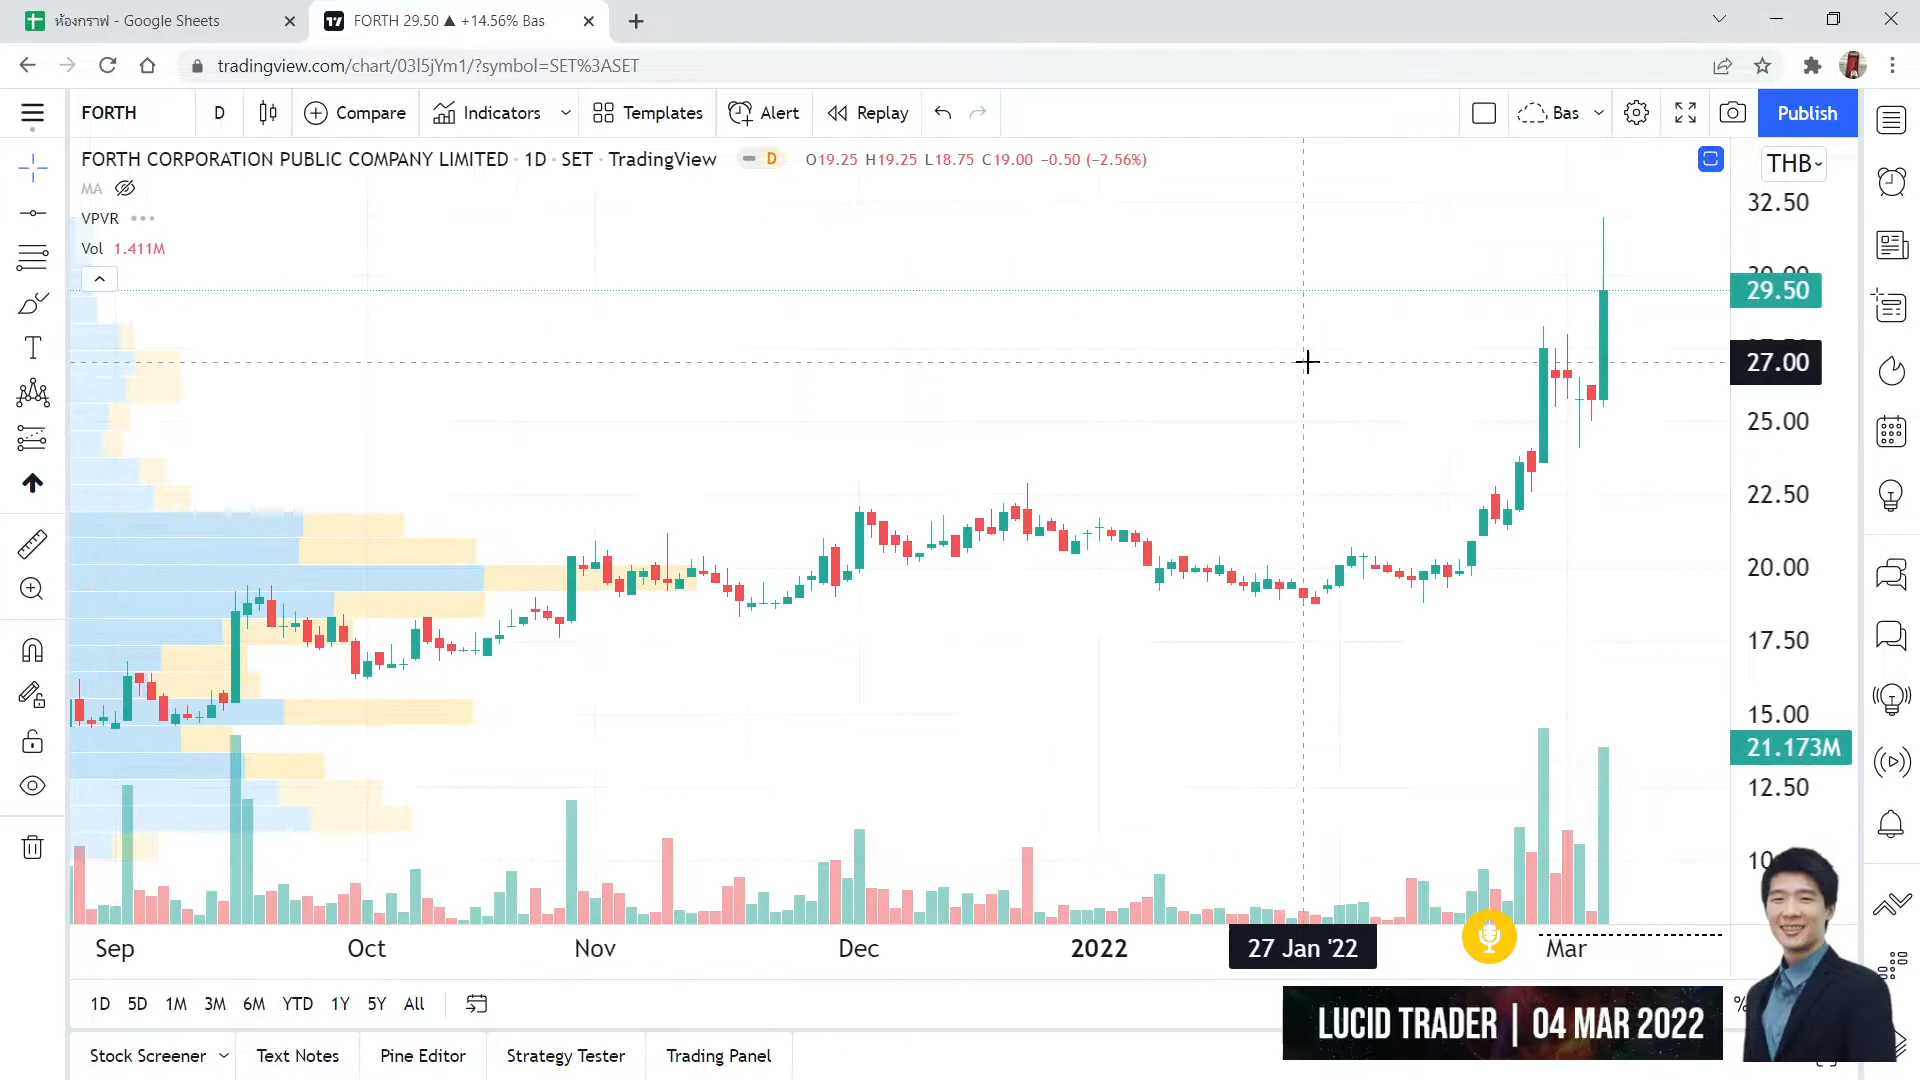 ห้องกราฟ - Google Sheets
FORTH 29.50 ▲ +14.56% Bas
tradingview.com/chart/03l5jYm1/?symbol=SET%3ASET
FORTH
D
Compare
Indicators
Templates
Alert
Replay
Bas
Publish
FORTH CORPORATION PUBLIC COMPANY LIMITED · 1D · SET · TradingView
D
O19.25 H19.25 L18.75 C19.00 −0.50 (−2.56%)
THB
MA
VPVR
Vol 1.411M
32.50
29.50
27.00
25.00
22.50
20.00
17.50
15.00
21.173M
12.50
Sep
Oct
Nov
Dec
2022
27 Jan '22
Mar
1D 5D 1M 3M 6M YTD 1Y 5Y All
%
LUCID TRADER | 04 MAR 2022
Stock Screener
Text Notes
Pine Editor
Strategy Tester
Trading Panel